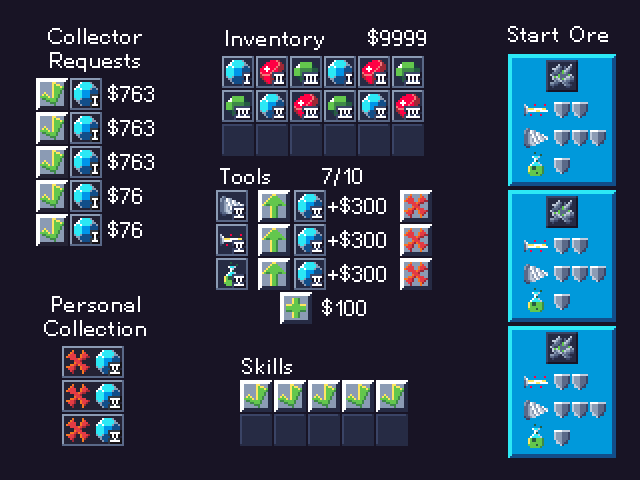 Collector
Requests
I $763
I $763
I $763
I $76
I $76
Personal
Collection
V
V
V
Inventory $9999
Tools 7/10
V V +$300
V V +$300
V V +$300
$100
Skills
Start Ore